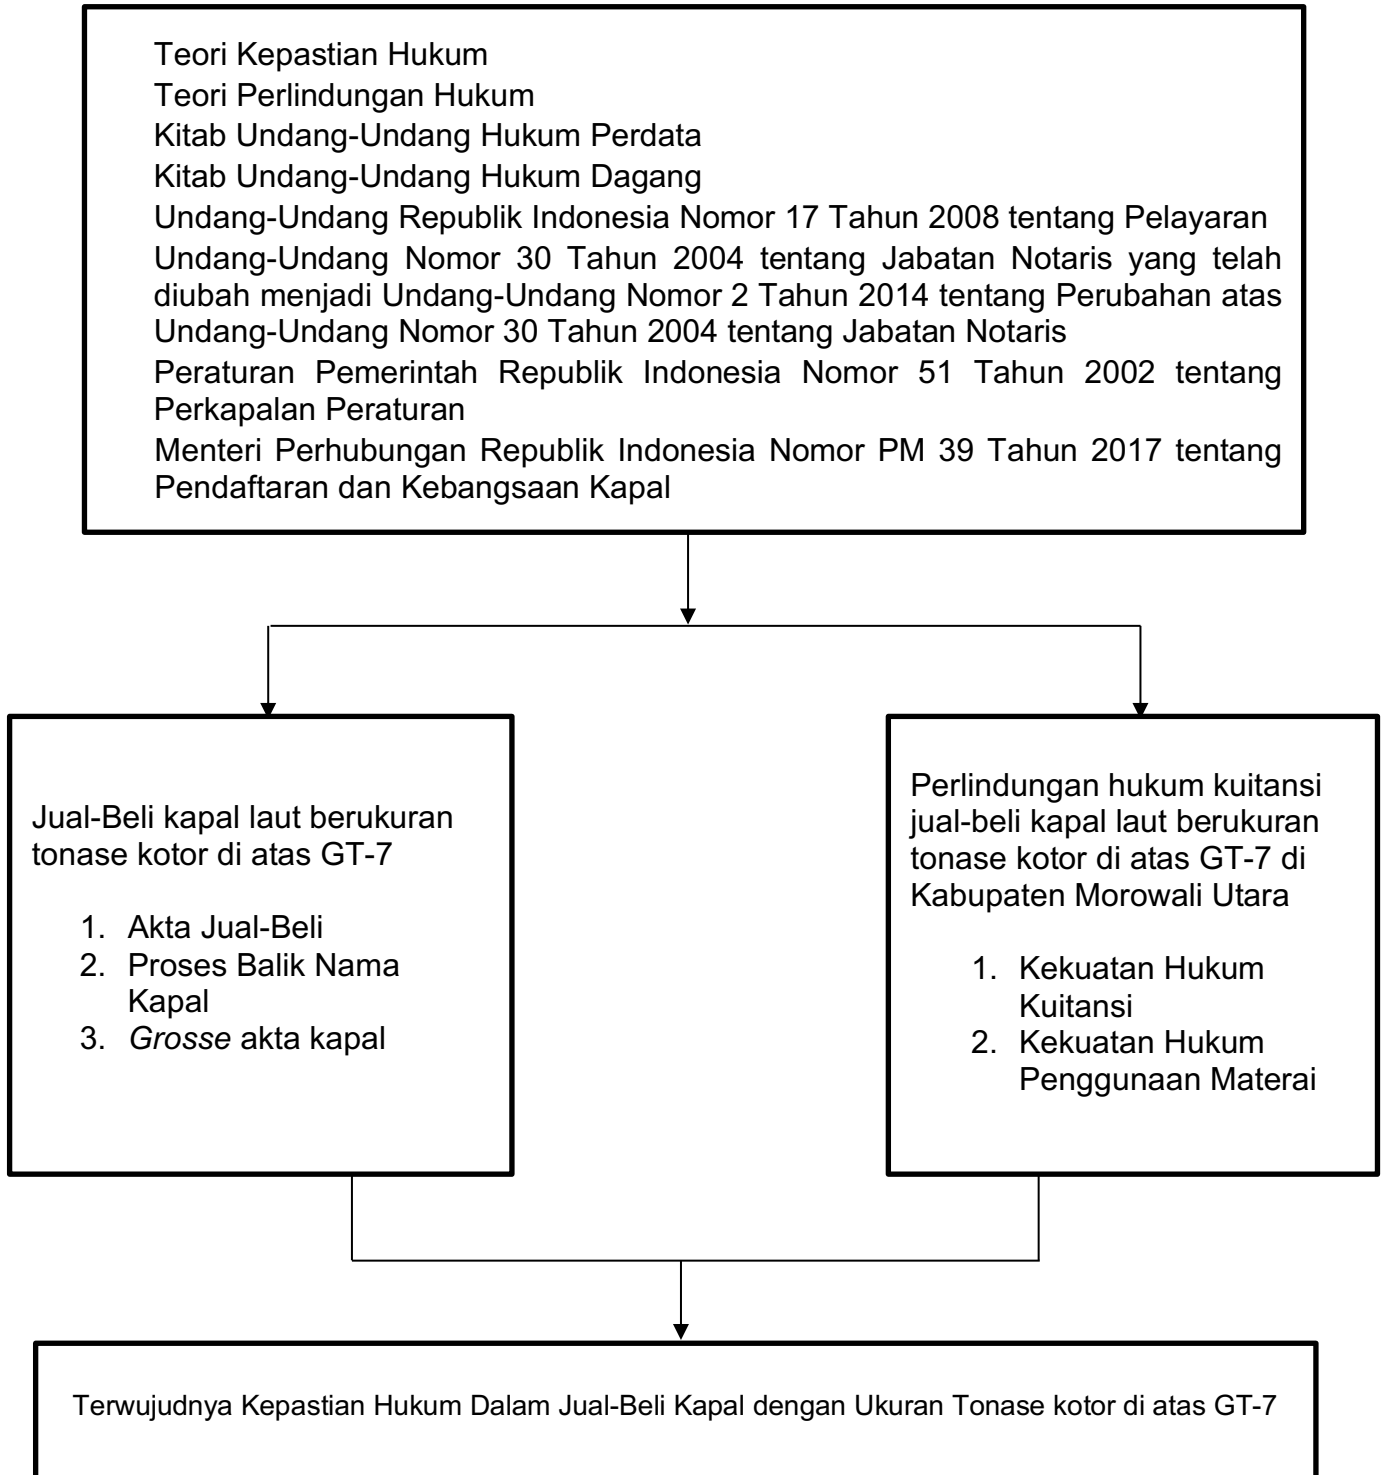 Teori Kepastian Hukum
Teori Perlindungan Hukum
Kitab Undang-Undang Hukum Perdata
Kitab Undang-Undang Hukum Dagang
Undang-Undang Republik Indonesia Nomor 17 Tahun 2008 tentang Pelayaran
Undang-Undang Nomor 30 Tahun 2004 tentang Jabatan Notaris yang telah
diubah menjadi Undang-Undang Nomor 2 Tahun 2014 tentang Perubahan atas
Undang-Undang Nomor 30 Tahun 2004 tentang Jabatan Notaris
Peraturan Pemerintah Republik Indonesia Nomor 51 Tahun 2002 tentang
Perkapalan Peraturan
Menteri Perhubungan Republik Indonesia Nomor PM 39 Tahun 2017 tentang
Pendaftaran dan Kebangsaan Kapal
Jual-Beli kapal laut berukuran
tonase kotor di atas GT-7
1. Akta Jual-Beli
2. Proses Balik Nama
Kapal
3. Grosse akta kapal
Perlindungan hukum kuitansi
jual-beli kapal laut berukuran
tonase kotor di atas GT-7 di
Kabupaten Morowali Utara
1. Kekuatan Hukum
Kuitansi
2. Kekuatan Hukum
Penggunaan Materai
Terwujudnya Kepastian Hukum Dalam Jual-Beli Kapal dengan Ukuran Tonase kotor di atas GT-7